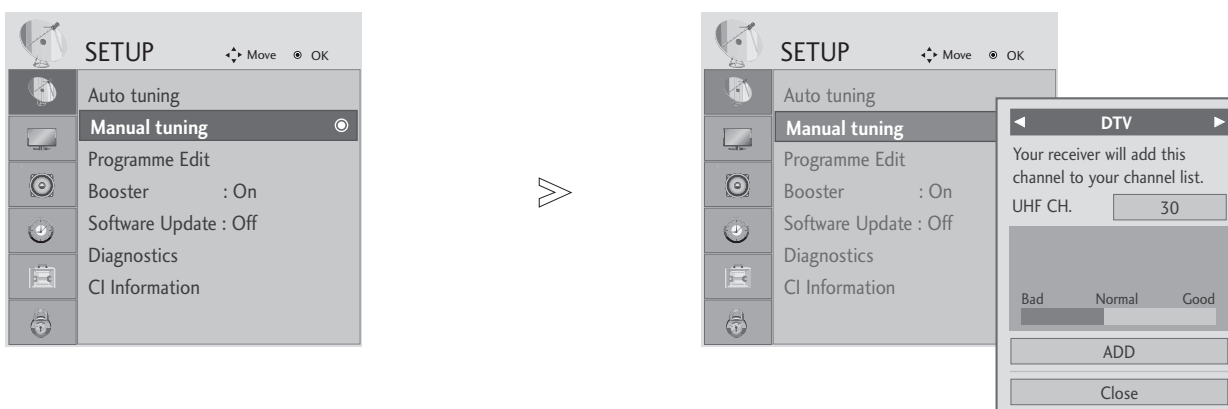 SETUP Move OK
Auto tuning
Manual tuning
Programme Edit
Booster : On
Software Update : Off
Diagnostics
CI Information
SETUP Move OK
Auto tuning
Manual tuning
Programme Edit
Booster : On
Software Update : Off
Diagnostics
CI Information
DTV
Your receiver will add this
channel to your channel list.
UHF CH. 30
Bad Normal Good
ADD
Close